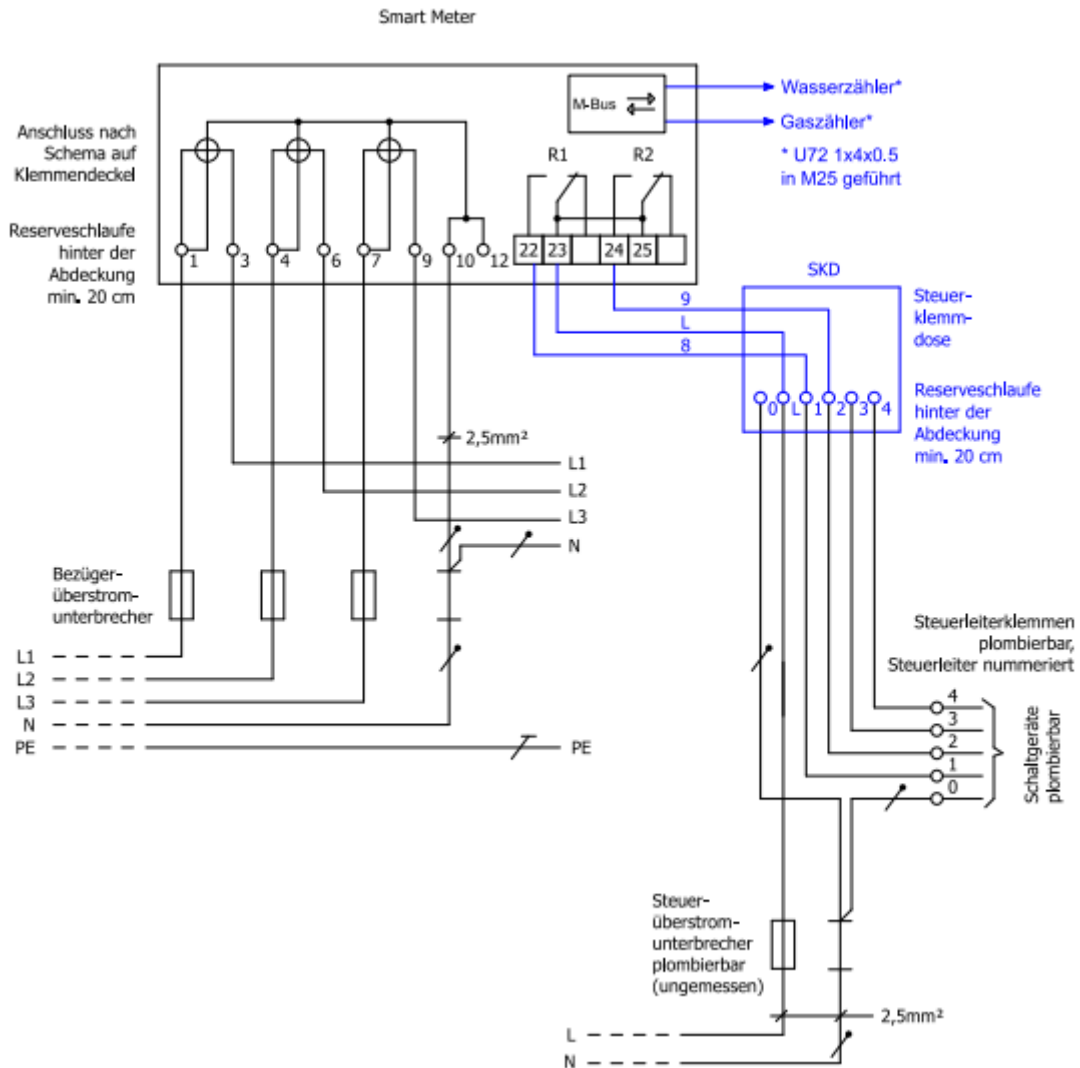 Smart Meter
M-Bus
Wasserzähler*
Gaszähler*
* U72 1x4x0.5
in M25 geführt
Anschluss nach
Schema auf
Klemmendeckel
R1
R2
Reserveschlaufe
hinter der
Abdeckung
min. 20 cm
1
3
4
6
7
9
10
12
22
23
24
25
SKD
Steuer-
klemm-
dose
9
L
8
0
L
1
2
3
4
Reserveschlaufe
hinter der
Abdeckung
min. 20 cm
2,5mm²
L1
L2
L3
N
Bezüger-
überstrom-
unterbrecher
L1
L2
L3
N
PE
PE
Steuerleiterklemmen
plombierbar,
Steuerleiter nummeriert
4
3
2
1
0
Schaltgeräte
plombierbar
Steuer-
überstrom-
unterbrecher
plombierbar
(ungemessen)
2,5mm²
L
N